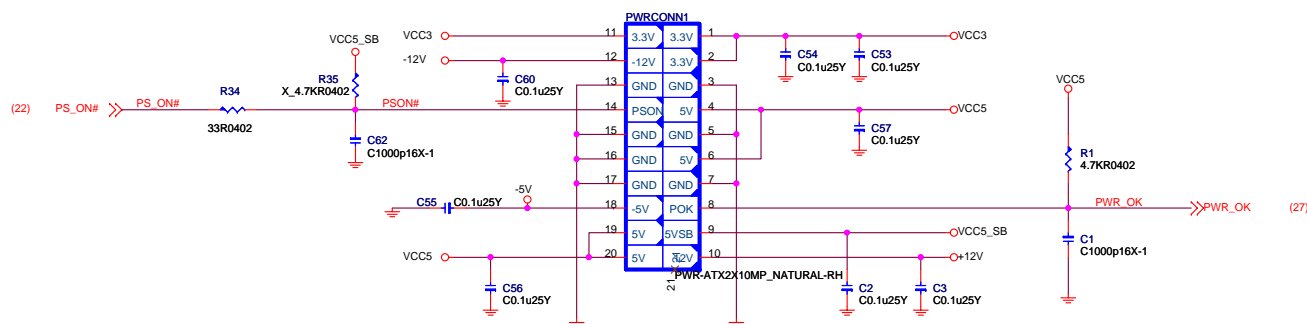 PWRCONN1
VCC3
11
3.3V
3.3V
1
VCC3
-12V
12
-12V
3.3V
2
C54
C0.1u25Y
C53
C0.1u25Y
VCC5_SB
C60
C0.1u25Y
13
GND
GND
3
VCC5
R34
R35
X_4.7KR0402
(22)
PS_ON#
PS_ON#
PSON#
14
PSON
5V
4
VCC5
33R0402
C62
C1000p16X-1
15
GND
GND
5
C57
C0.1u25Y
16
GND
5V
6
R1
4.7KR0402
17
GND
GND
7
-5V
C55
C0.1u25Y
18
-5V
POK
8
PWR_OK
PWR_OK
(27)
19
5V
5VSB
9
VCC5_SB
C1
C1000p16X-1
VCC5
20
5V
10
+12V
21
PWR-ATX2X10MP_NATURAL-RH
C56
C0.1u25Y
C2
C0.1u25Y
C3
C0.1u25Y